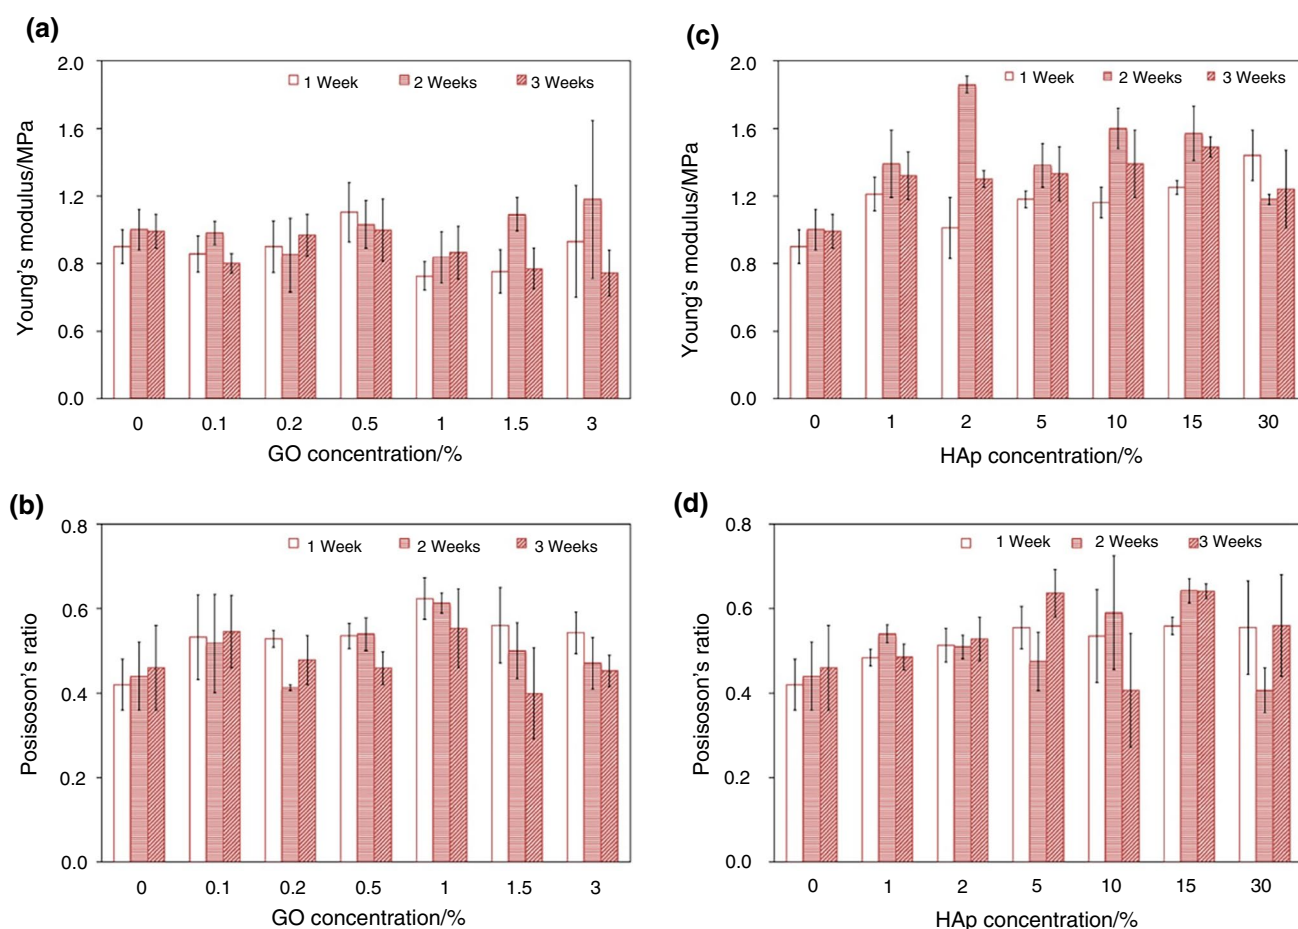 (a)
2.0
1 Week 2 Weeks 3 Weeks
1.6
1.2
0.8
0.6
0.0
Young's modulus/MPa
0 0.1 0.2 0.5 1 1.5 3
GO concentration/%
(c)
2.0
1 Week 2 Weeks 3 Weeks
1.6
1.2
0.8
0.6
0.0
Young's modulus/MPa
0 1 2 5 10 15 30
HAp concentration/%
(b)
0.8
1 Week 2 Weeks 3 Weeks
0.6
0.4
0.2
0.0
Posisoson's ratio
0 0.1 0.2 0.5 1 1.5 3
GO concentration/%
(d)
0.8
1 Week 2 Weeks 3 Weeks
0.6
0.4
0.2
0.0
Posisoson's ratio
0 1 2 5 10 15 30
HAp concentration/%